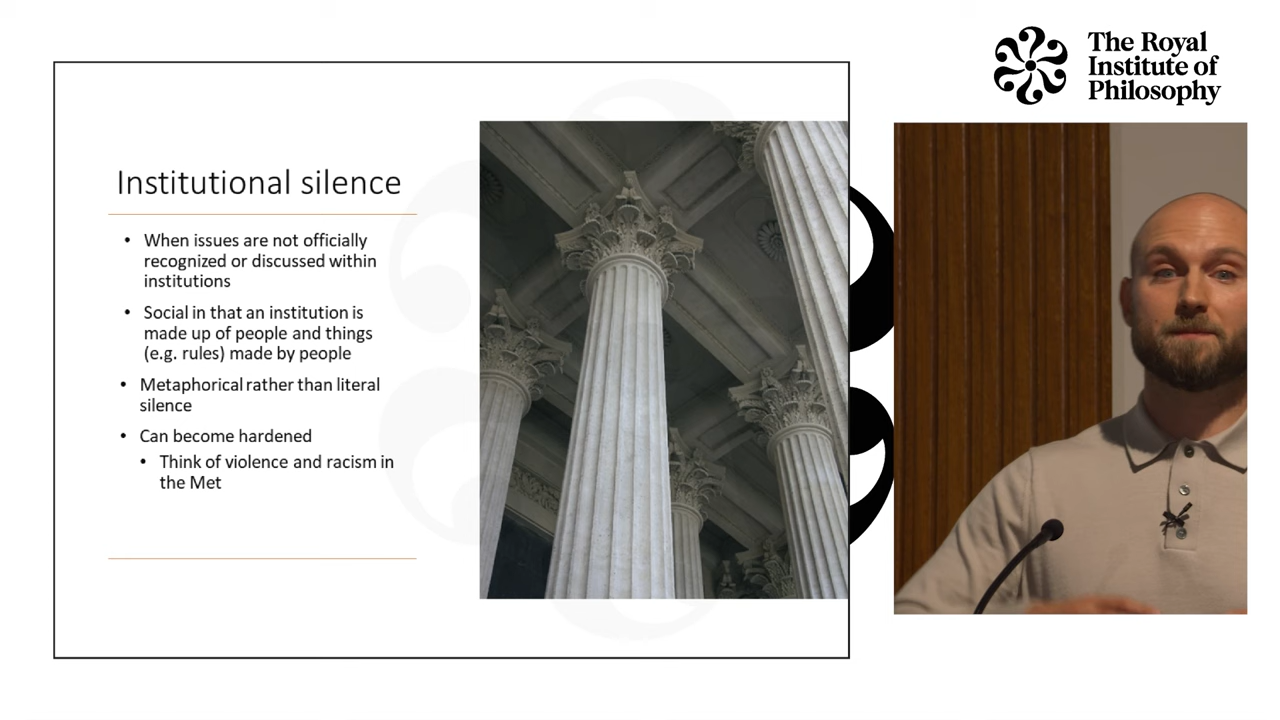 The Royal
Institute of
Philosophy
Institutional silence
• When issues are not officially
recognized or discussed within
institutions
• Social in that an institution is
made up of people and things
(e.g. rules) made by people
• Metaphorical rather than literal
silence
• Can become hardened
• Think of violence and racism in
the Met